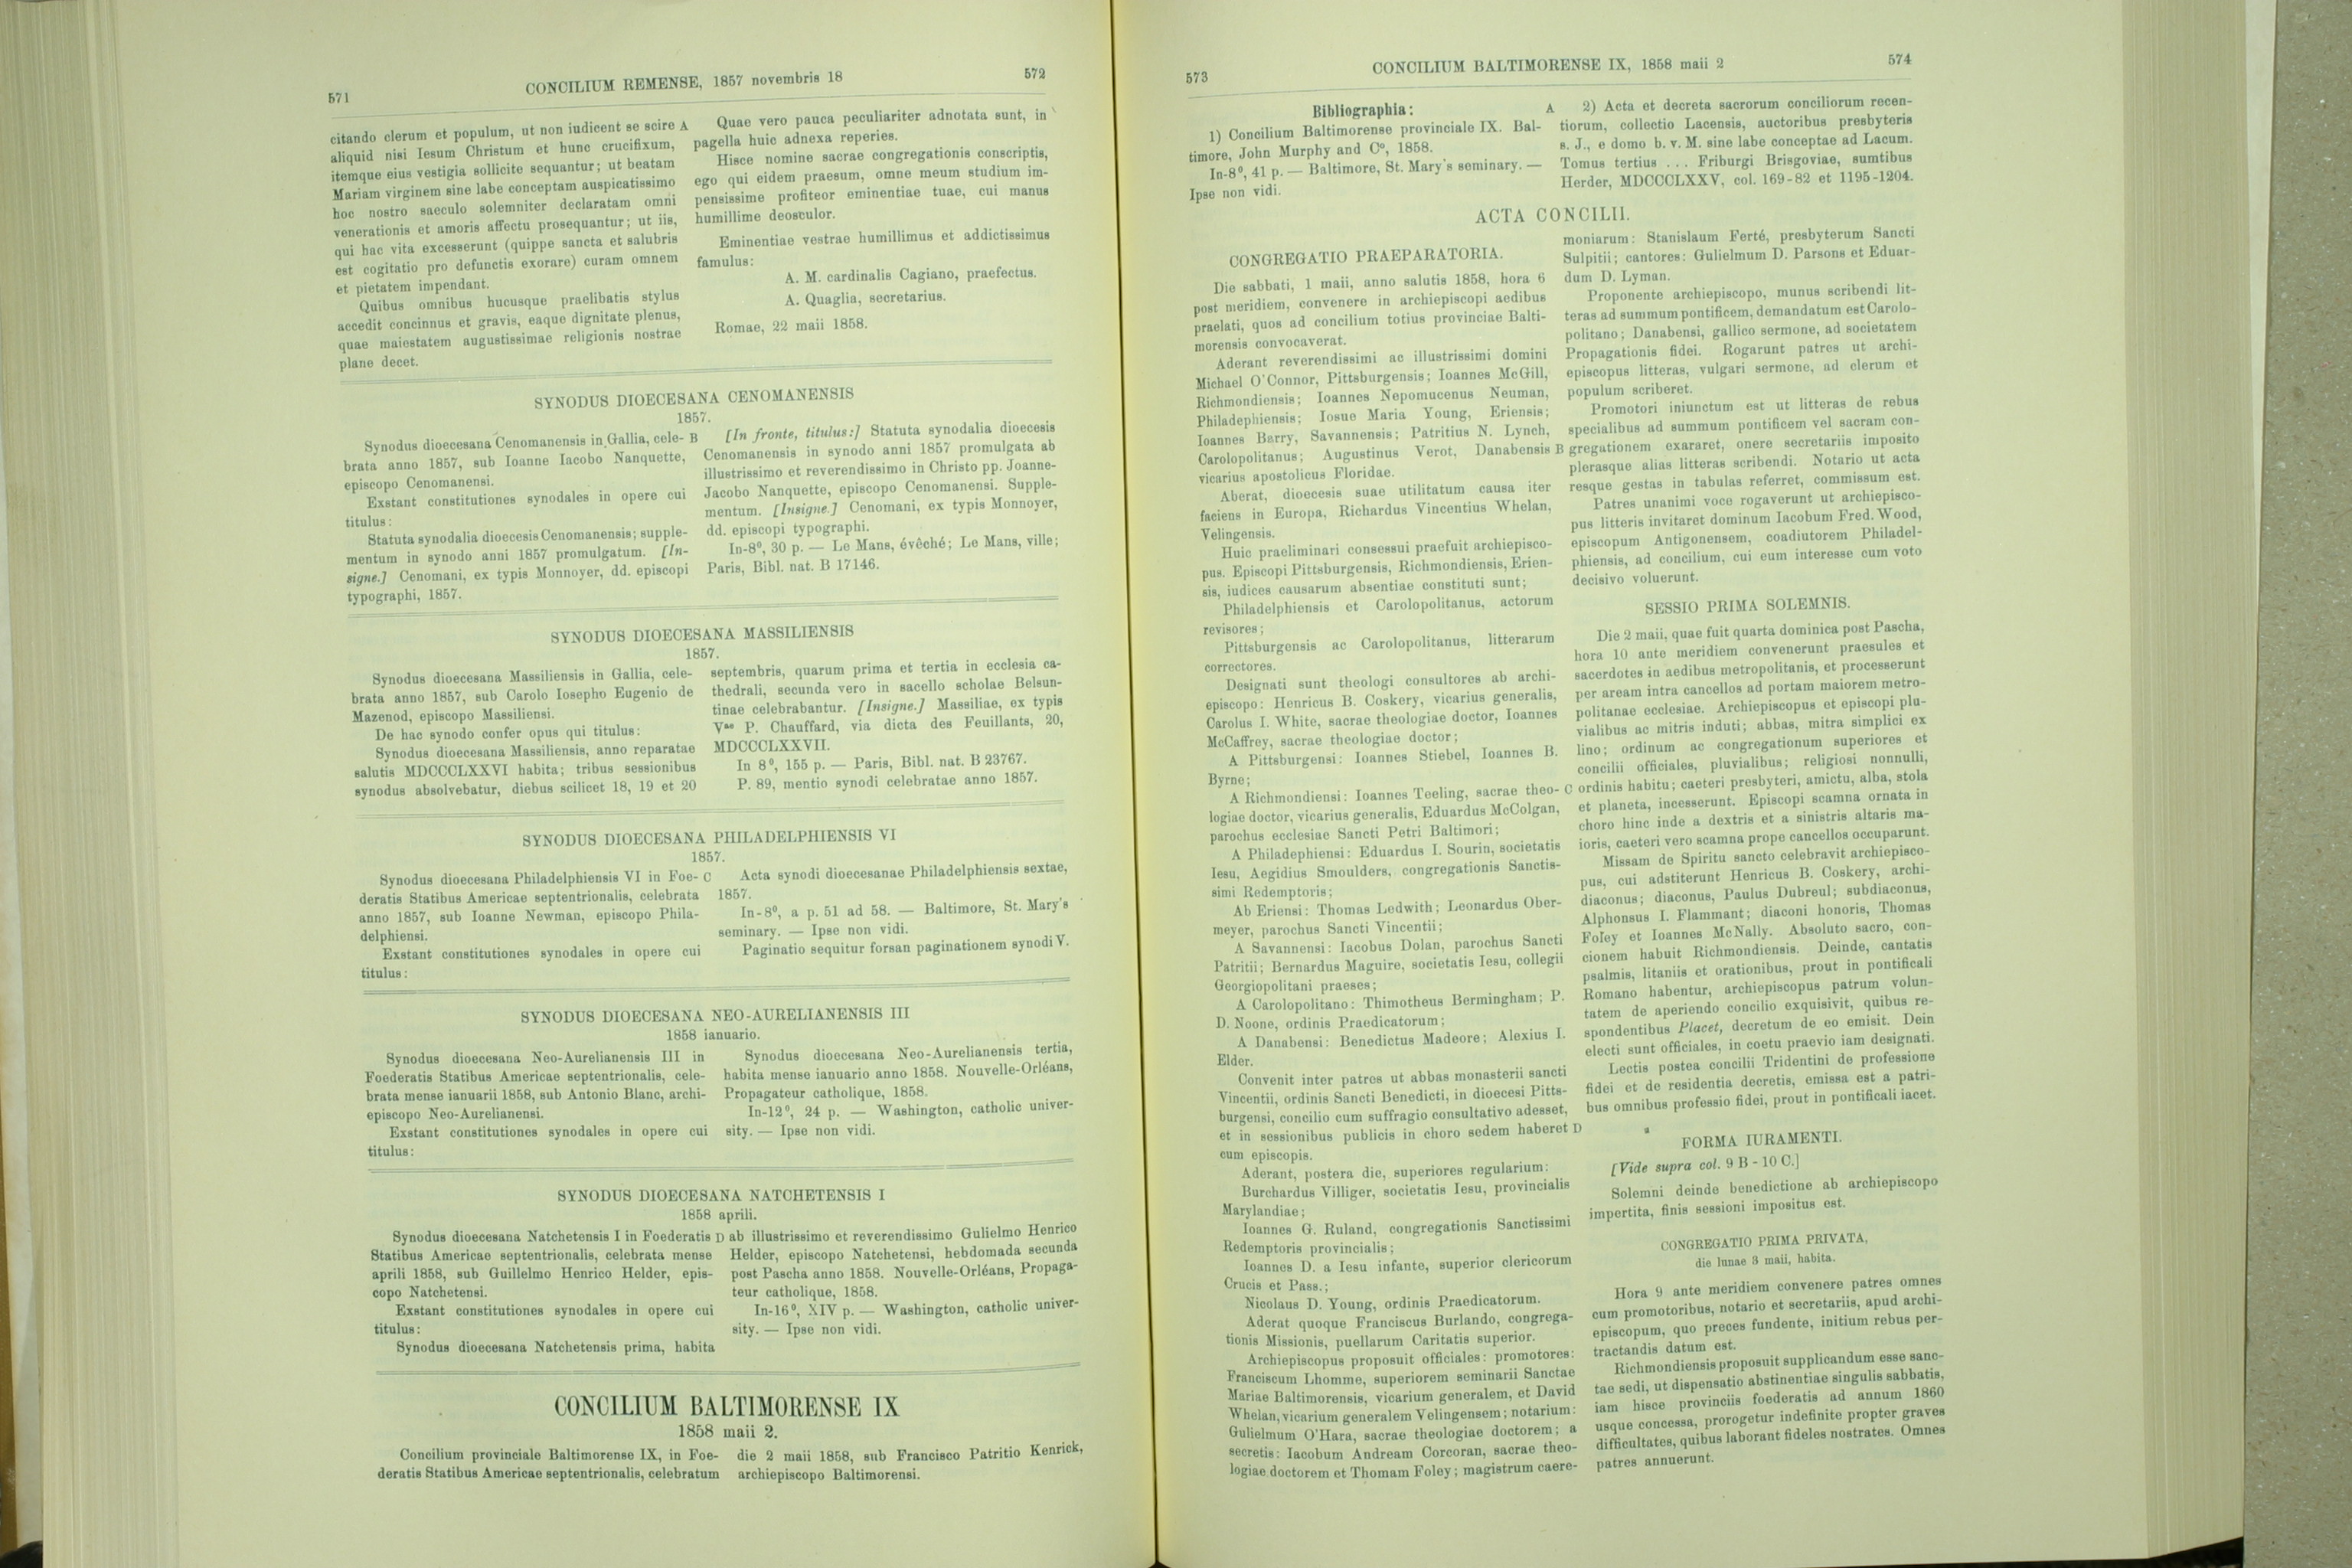 571
CONCILIUM REMENSE, 1857 novembris 18
572
citando clerum et populum, ut non iudicent se scire A
aliquid nisi Iesum Christum et hunc crucifixum,
itemque eius vestigia sollicite sequantur; ut beatam
Mariam virginem sine labe conceptam auspicatissimo
hoc nostro saeculo solemniter declaratam omni
venerationis et amoris affectu prosequantur; ut iis,
qui hac vita excesserunt (quippe sancta et salubris
est cogitatio pro defunctis exorare) curam omnem
et pietatem impendant.
Quibus omnibus hucusque praelibatis stylus
accedit concinnus et gravis, eaque dignitate plenus,
quae maiestatem augustissimae religionis nostrae
plane decet.
Quae vero pauca peculiariter adnotata sunt, in
pagella huic adnexa reperies.
Hisce nomine sacrae congregationis conscriptis,
ego qui eidem praesum, omne meum studium im-
pensissime profiteor eminentiae tuae, cui manus
humillime deosculor.
Eminentiae vestrae humillimus et addictissimus
famulus:
A. M. cardinalis Cagiano, praefectus.
A. Quaglia, secretarius.
Romae, 22 maii 1858.
SYNODUS DIOECESANA CENOMANENSIS
1857.
Synodus dioecesana Cenomanensis in Gallia, cele- B
brata anno 1857, sub Ioanne Iacobo Nanquette,
episcopo Cenomanensi.
Exstant constitutiones synodales in opere cui
titulus:
Statuta synodalia dioecesis Cenomanensis; supple-
mentum in synodo anni 1857 promulgatum. [In-
signe.] Cenomani, ex typis Monnoyer, dd. episcopi
typographi, 1857.
[In fronte, titulus:] Statuta synodalia dioecesis
Cenomanensis in synodo anni 1857 promulgata ab
illustrissimo et reverendissimo in Christo pp. Joanne-
Jacobo Nanquette, episcopo Cenomanensi. Supple-
mentum. [Insigne.] Cenomani, ex typis Monnoyer,
dd. episcopi typographi.
In-8º, 30 p. — Le Mans, évêché; Le Mans, ville;
Paris, Bibl. nat. B 17146.
SYNODUS DIOECESANA MASSILIENSIS
1857.
Synodus dioecesana Massiliensis in Gallia, cele-
brata anno 1857, sub Carolo Iosepho Eugenio de
Mazenod, episcopo Massiliensi.
De hac synodo confer opus qui titulus:
Synodus dioecesana Massiliensis, anno reparatae
salutis MDCCCLXXVI habita; tribus sessionibus
synodus absolvebatur, diebus scilicet 18, 19 et 20
septembris, quarum prima et tertia in ecclesia ca-
thedrali, secunda vero in sacello scholae Belsun-
tinae celebrabantur. [Insigne.] Massiliae, ex typis
Vᵃᵉ P. Chauffard, via dicta des Feuillants, 20,
MDCCCLXXVII.
In 8º, 155 p. — Paris, Bibl. nat. B 23767.
P. 89, mentio synodi celebratae anno 1857.
SYNODUS DIOECESANA PHILADELPHIENSIS VI
1857.
Synodus dioecesana Philadelphiensis VI in Foe- C
deratis Statibus Americae septentrionalis, celebrata
anno 1857, sub Ioanne Newman, episcopo Phila-
delphiensi.
Exstant constitutiones synodales in opere cui
titulus:
Acta synodi dioecesanae Philadelphiensis sextae,
1857.
In-8º, a p. 51 ad 58. — Baltimore, St. Mary's
seminary. — Ipse non vidi.
Paginatio sequitur forsan paginationem synodi V.
SYNODUS DIOECESANA NEO-AURELIANENSIS III
1858 ianuario.
Synodus dioecesana Neo-Aurelianensis III in
Foederatis Statibus Americae septentrionalis, cele-
brata mense ianuarii 1858, sub Antonio Blanc, archi-
episcopo Neo-Aurelianensi.
Exstant constitutiones synodales in opere cui
titulus:
Synodus dioecesana Neo-Aurelianensis tertia,
habita mense ianuario anno 1858. Nouvelle-Orléans,
Propagateur catholique, 1858.
In-12º, 24 p. — Washington, catholic univer-
sity. — Ipse non vidi.
SYNODUS DIOECESANA NATCHETENSIS I
1858 aprili.
Synodus dioecesana Natchetensis I in Foederatis D
Statibus Americae septentrionalis, celebrata mense
aprili 1858, sub Guillelmo Henrico Helder, epis-
copo Natchetensi.
Exstant constitutiones synodales in opere cui
titulus:
Synodus dioecesana Natchetensis prima, habita
ab illustrissimo et reverendissimo Gulielmo Henrico
Helder, episcopo Natchetensi, hebdomada secunda
post Pascha anno 1858. Nouvelle-Orléans, Propaga-
teur catholique, 1858.
In-16º, XIV p. — Washington, catholic univer-
sity. — Ipse non vidi.
CONCILIUM BALTIMORENSE IX
1858 maii 2.
Concilium provinciale Baltimorense IX, in Foe-
deratis Statibus Americae septentrionalis, celebratum
die 2 maii 1858, sub Francisco Patritio Kenrick,
archiepiscopo Baltimorensi.
573
CONCILIUM BALTIMORENSE IX, 1858 maii 2
574
Bibliographia: A
1) Concilium Baltimorense provinciale IX. Bal-
timore, John Murphy and Cº, 1858.
In-8º, 41 p. — Baltimore, St. Mary's seminary. —
Ipse non vidi.
2) Acta et decreta sacrorum conciliorum recen-
tiorum, collectio Lacensis, auctoribus presbyteris
s. J., e domo b. v. M. sine labe conceptae ad Lacum.
Tomus tertius ... Friburgi Brisgoviae, sumtibus
Herder, MDCCCLXXV, col. 169-82 et 1195-1204.
ACTA CONCILII.
CONGREGATIO PRAEPARATORIA.
Die sabbati, 1 maii, anno salutis 1858, hora 6
post meridiem, convenere in archiepiscopi aedibus
praelati, quos ad concilium totius provinciae Balti-
morensis convocaverat.
Aderant reverendissimi ac illustrissimi domini
Michael O'Connor, Pittsburgensis; Ioannes McGill,
Richmondiensis; Ioannes Nepomucenus Neuman,
Philadephiensis; Iosue Maria Young, Eriensis;
Ioannes Barry, Savannensis; Patritius N. Lynch,
Carolopolitanus; Augustinus Verot, Danabensis B
vicarius apostolicus Floridae.
Aberat, dioecesis suae utilitatum causa iter
faciens in Europa, Richardus Vincentius Whelan,
Velingensis.
Huic praeliminari consessui praefuit archiepisco-
pus. Episcopi Pittsburgensis, Richmondiensis, Erien-
sis, iudices causarum absentiae constituti sunt;
Philadelphiensis et Carolopolitanus, actorum
revisores;
Pittsburgensis ac Carolopolitanus, litterarum
correctores.
Designati sunt theologi consultores ab archi-
episcopo: Henricus B. Coskery, vicarius generalis,
Carolus I. White, sacrae theologiae doctor, Ioannes
McCaffrey, sacrae theologiae doctor;
A Pittsburgensi: Ioannes Stiebel, Ioannes B.
Byrne;
A Richmondiensi: Ioannes Teeling, sacrae theo- C
logiae doctor, vicarius generalis, Eduardus McColgan,
parochus ecclesiae Sancti Petri Baltimori;
A Philadephiensi: Eduardus I. Sourin, societatis
Iesu, Aegidius Smoulders, congregationis Sanctis-
simi Redemptoris;
Ab Eriensi: Thomas Ledwith; Leonardus Ober-
meyer, parochus Sancti Vincentii;
A Savannensi: Iacobus Dolan, parochus Sancti
Patritii; Bernardus Maguire, societatis Iesu, collegii
Georgiopolitani praeses;
A Carolopolitano: Thimotheus Bermingham; P.
D. Noone, ordinis Praedicatorum;
A Danabensi: Benedictus Madeore; Alexius I.
Elder.
Convenit inter patres ut abbas monasterii sancti
Vincentii, ordinis Sancti Benedicti, in dioecesi Pitts-
burgensi, concilio cum suffragio consultativo adesset,
et in sessionibus publicis in choro sedem haberet D
cum episcopis.
Aderant, postera die, superiores regularium:
Burchardus Villiger, societatis Iesu, provincialis
Marylandiae;
Ioannes G. Ruland, congregationis Sanctissimi
Redemptoris provincialis;
Ioannes D. a Iesu infante, superior clericorum
Crucis et Pass.;
Nicolaus D. Young, ordinis Praedicatorum.
Aderat quoque Franciscus Burlando, congrega-
tionis Missionis, puellarum Caritatis superior.
Archiepiscopus proposuit officiales: promotores:
Franciscum Lhomme, superiorem seminarii Sanctae
Mariae Baltimorensis, vicarium generalem, et David
Whelan, vicarium generalem Velingensem; notarium:
Gulielmum O'Hara, sacrae theologiae doctorem; a
secretis: Iacobum Andream Corcoran, sacrae theo-
logiae doctorem et Thomam Foley; magistrum caere-
moniarum: Stanislaum Ferté, presbyterum Sancti
Sulpitii; cantores: Gulielmum D. Parsons et Eduar-
dum D. Lyman.
Proponente archiepiscopo, munus scribendi lit-
teras ad summum pontificem, demandatum est Carolo-
politano; Danabensi, gallico sermone, ad societatem
Propagationis fidei. Rogarunt patres ut archi-
episcopus litteras, vulgari sermone, ad clerum et
populum scriberet.
Promotori iniunctum est ut litteras de rebus
specialibus ad summum pontificem vel sacram con-
gregationem exararet, onere secretariis imposito
plerasque alias litteras scribendi. Notario ut acta
resque gestas in tabulas referret, commissum est.
Patres unanimi voce rogaverunt ut archiepisco-
pus litteris invitaret dominum Iacobum Fred. Wood,
episcopum Antigonensem, coadiutorem Philadel-
phiensis, ad concilium, cui eum interesse cum voto
decisivo voluerunt.
SESSIO PRIMA SOLEMNIS.
Die 2 maii, quae fuit quarta dominica post Pascha,
hora 10 ante meridiem convenerunt praesules et
sacerdotes in aedibus metropolitanis, et processerunt
per aream intra cancellos ad portam maiorem metro-
politanae ecclesiae. Archiepiscopus et episcopi plu-
vialibus ac mitris induti; abbas, mitra simplici ex
lino; ordinum ac congregationum superiores et
concilii officiales, pluvialibus; religiosi nonnulli,
ordinis habitu; caeteri presbyteri, amictu, alba, stola
et planeta, incesserunt. Episcopi scamna ornata in
choro hinc inde a dextris et a sinistris altaris ma-
ioris, caeteri vero scamna prope cancellos occuparunt.
Missam de Spiritu sancto celebravit archiepisco-
pus, cui adstiterunt Henricus B. Coskery, archi-
diaconus; diaconus, Paulus Dubreul; subdiaconus,
Alphonsus I. Flammant; diaconi honoris, Thomas
Foley et Ioannes McNally. Absoluto sacro, con-
cionem habuit Richmondiensis. Deinde, cantatis
psalmis, litaniis et orationibus, prout in pontificali
Romano habentur, archiepiscopus patrum volun-
tatem de aperiendo concilio exquisivit, quibus re-
spondentibus Placet, decretum de eo emisit. Dein
electi sunt officiales, in coetu praevio iam designati.
Lectis postea concilii Tridentini de professione
fidei et de residentia decretis, emissa est a patri-
bus omnibus professio fidei, prout in pontificali iacet.
FORMA IURAMENTI.
[Vide supra col. 9 B - 10 C.]
Solemni deinde benedictione ab archiepiscopo
impertita, finis sessioni impositus est.
CONGREGATIO PRIMA PRIVATA,
die lunae 3 maii, habita.
Hora 9 ante meridiem convenere patres omnes
cum promotoribus, notario et secretariis, apud archi-
episcopum, quo preces fundente, initium rebus per-
tractandis datum est.
Richmondiensis proposuit supplicandum esse sanc-
tae sedi, ut dispensatio abstinentiae singulis sabbatis,
iam hisce provinciis foederatis ad annum 1860
usque concessa, prorogetur indefinite propter graves
difficultates, quibus laborant fideles nostrates. Omnes
patres annuerunt.